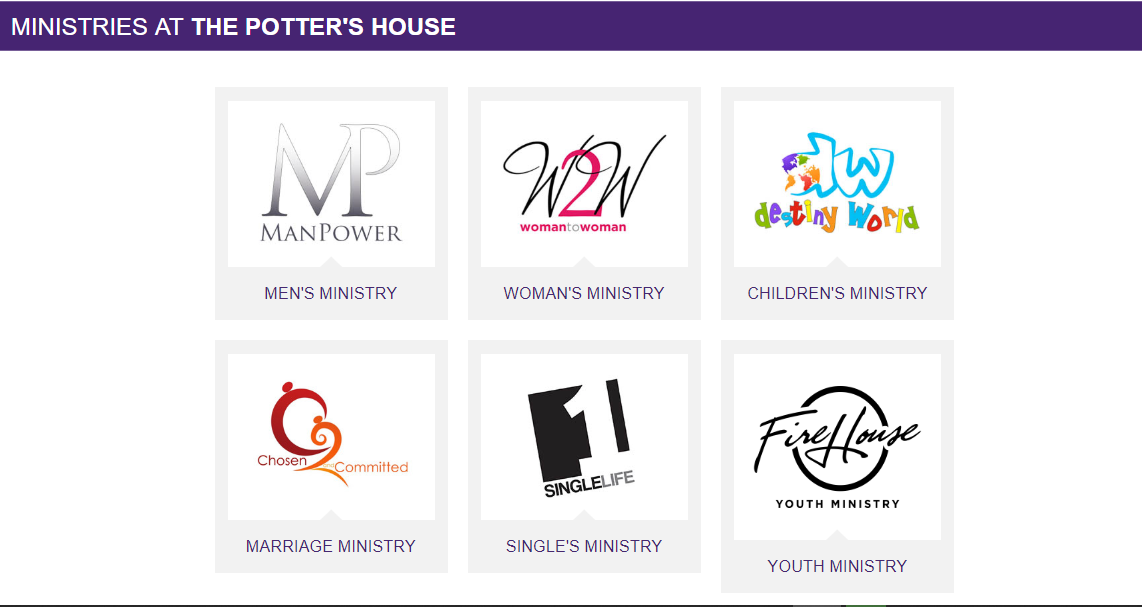 MINISTRIES AT THE POTTER'S HOUSE
MP
MANPOWER
MEN'S MINISTRY
W2W
womantowoman
WOMAN'S MINISTRY
dw
destiny World
CHILDREN'S MINISTRY
Chosen and Committed
MARRIAGE MINISTRY
1
SINGLELIFE
SINGLE'S MINISTRY
FireHouse
YOUTH MINISTRY
YOUTH MINISTRY